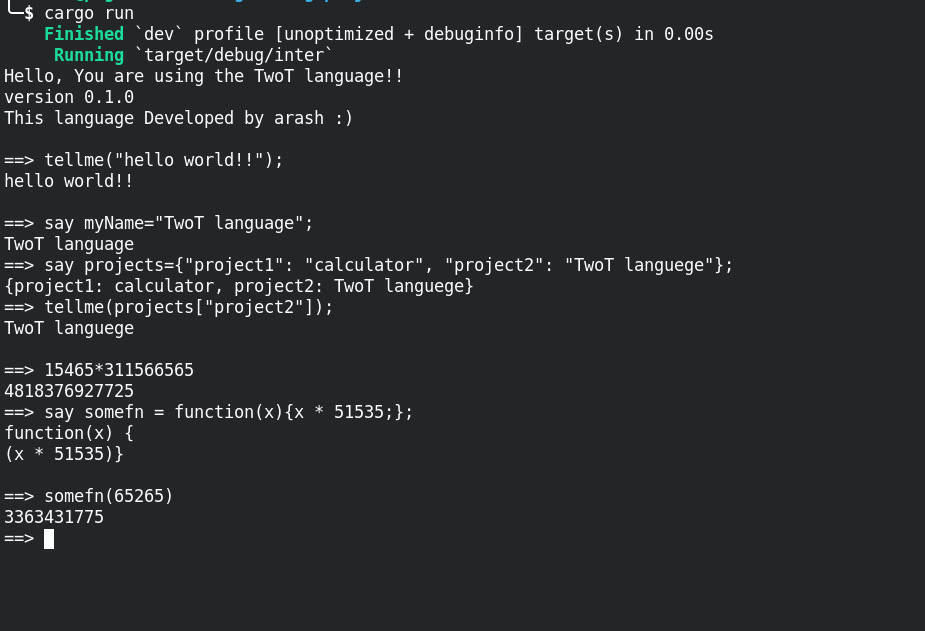 $ cargo run
    Finished `dev` profile [unoptimized + debuginfo] target(s) in 0.00s
     Running `target/debug/inter`
Hello, You are using the TwoT language!!
version 0.1.0
This language Developed by arash :)

==> tellme("hello world!!");
hello world!!

==> say myName="TwoT language";
TwoT language
==> say projects={"project1": "calculator", "project2": "TwoT languege"};
{project1: calculator, project2: TwoT languege}
==> tellme(projects["project2"]);
TwoT languege

==> 15465*311566565
4818376927725
==> say somefn = function(x){x * 51535;};
function(x) {
(x * 51535)}

==> somefn(65265)
3363431775
==>